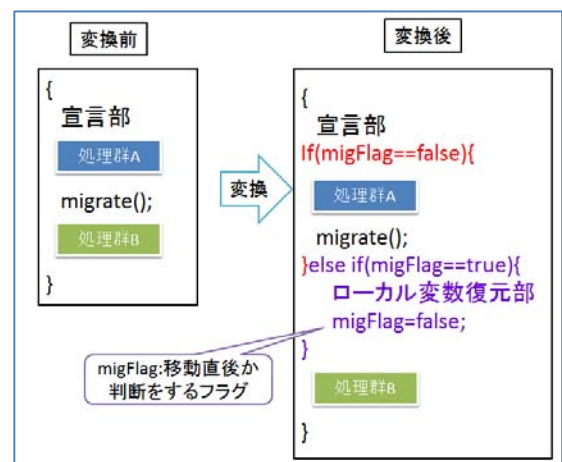 変換前
{
宣言部
処理群A
migrate();
処理群B
}
変換
変換後
{
宣言部
If(migFlag==false){
処理群A
migrate();
}else if(migFlag==true){
ローカル変数復元部
migFlag=false;
}
処理群B
}
migFlag:移動直後か
判断をするフラグ